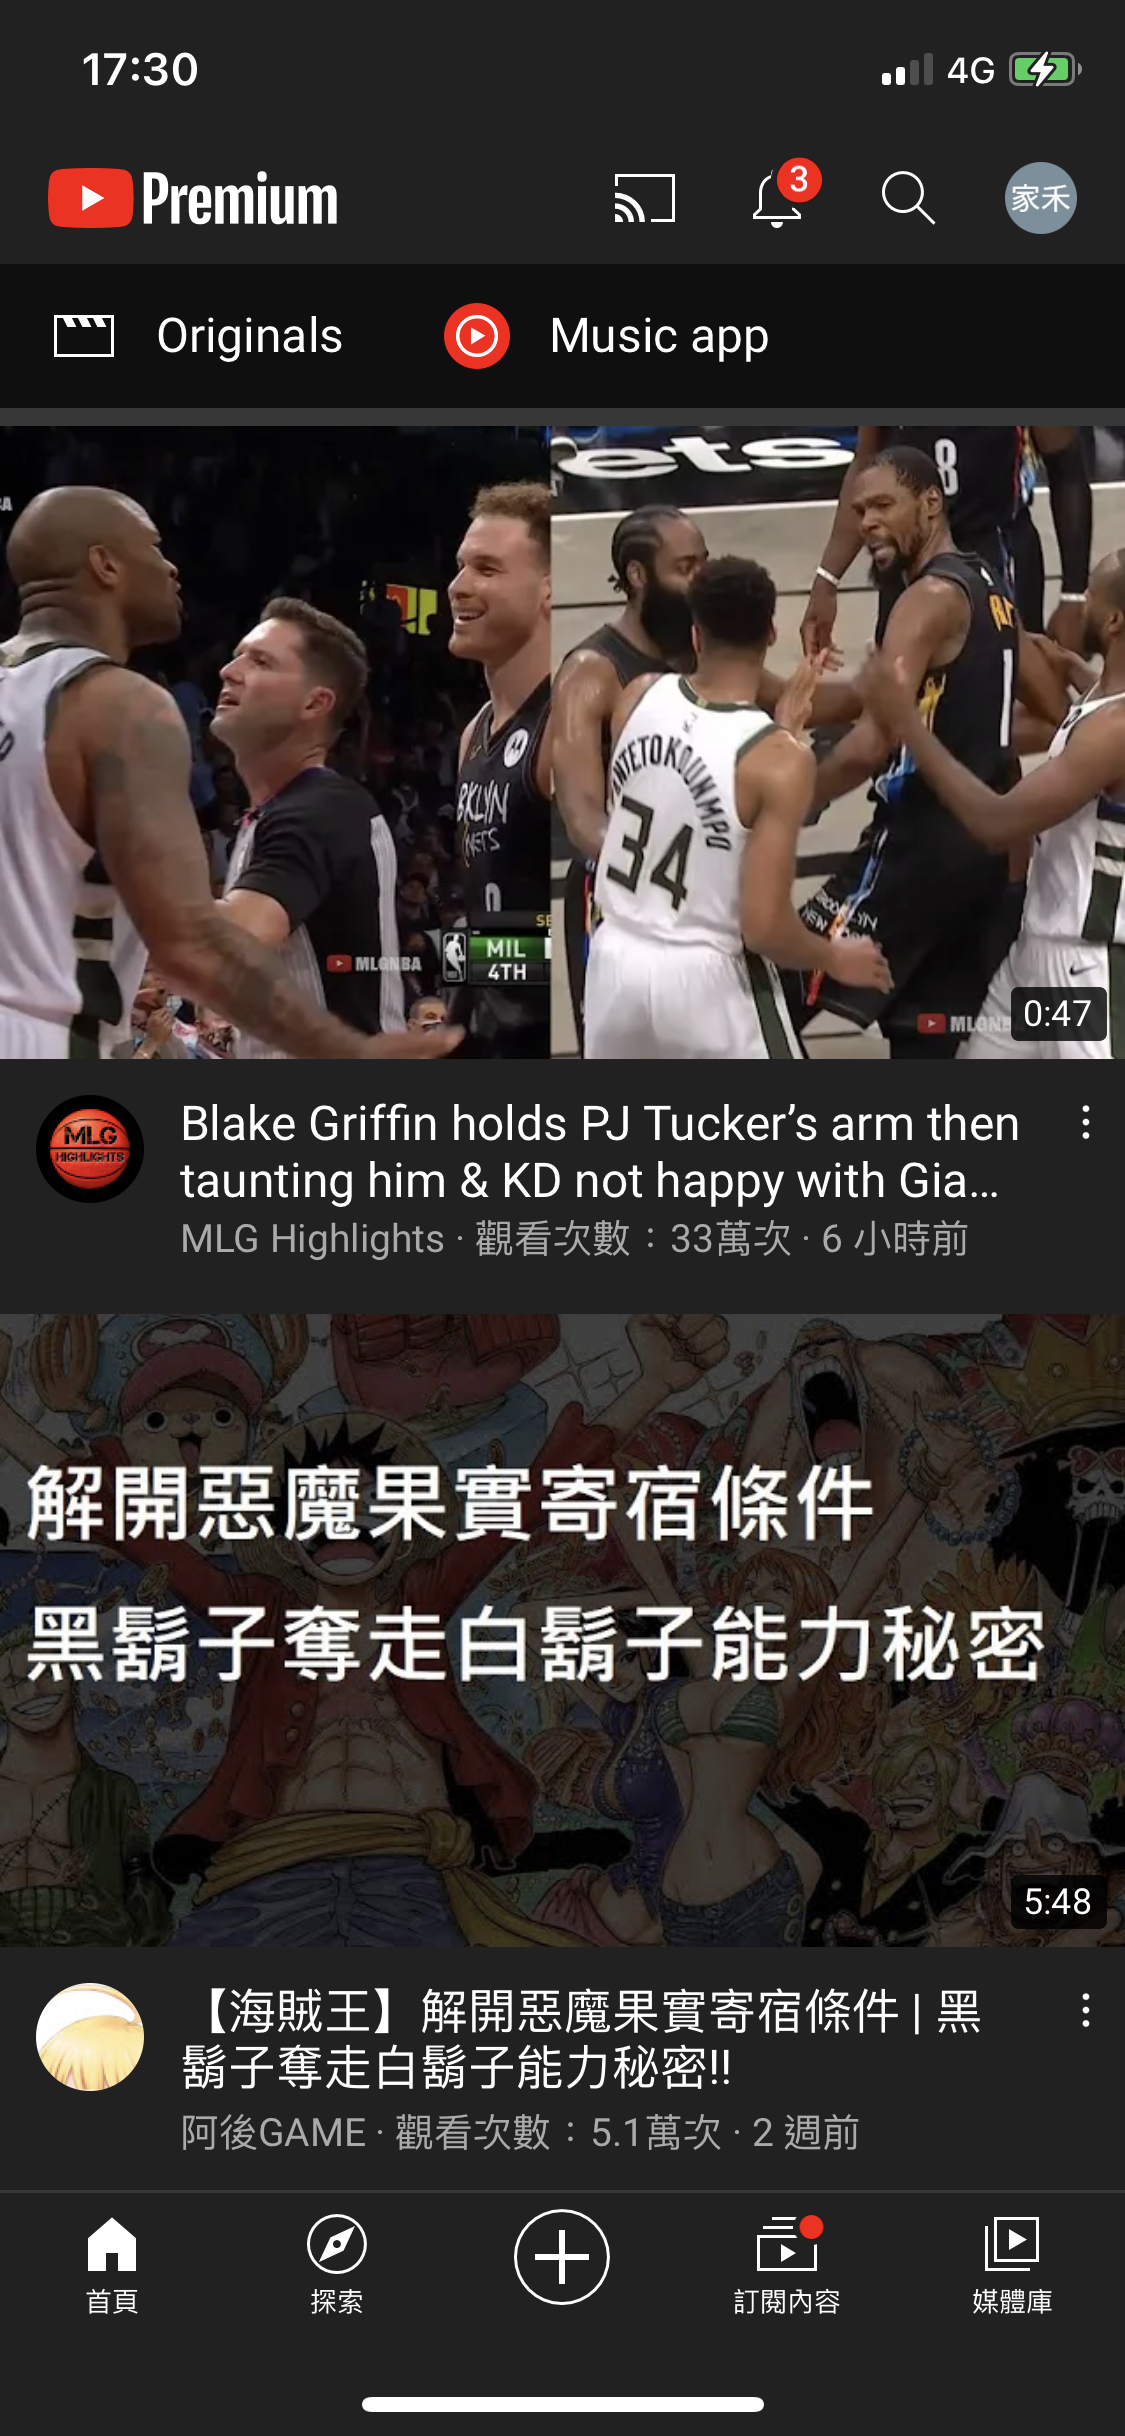 17:30
4G
Premium
3
家禾
Originals
Music app
ets
8
BKLYN
NETS
0
1
ANTETOKOUNMPO
34
BROOKLYN
NEW YORK
MLGNBA
MIL
4TH
0:47
MLG
HIGHLIGHTS
Blake Griffin holds PJ Tucker’s arm then
taunting him & KD not happy with Gia...
MLG Highlights · 觀看次數：33萬次 · 6 小時前
解開惡魔果實寄宿條件
黑鬍子奪走白鬍子能力秘密
5:48
【海賊王】解開惡魔果實寄宿條件 | 黑
鬍子奪走白鬍子能力秘密!!
阿後GAME · 觀看次數：5.1萬次 · 2 週前
首頁
探索
訂閱內容
媒體庫